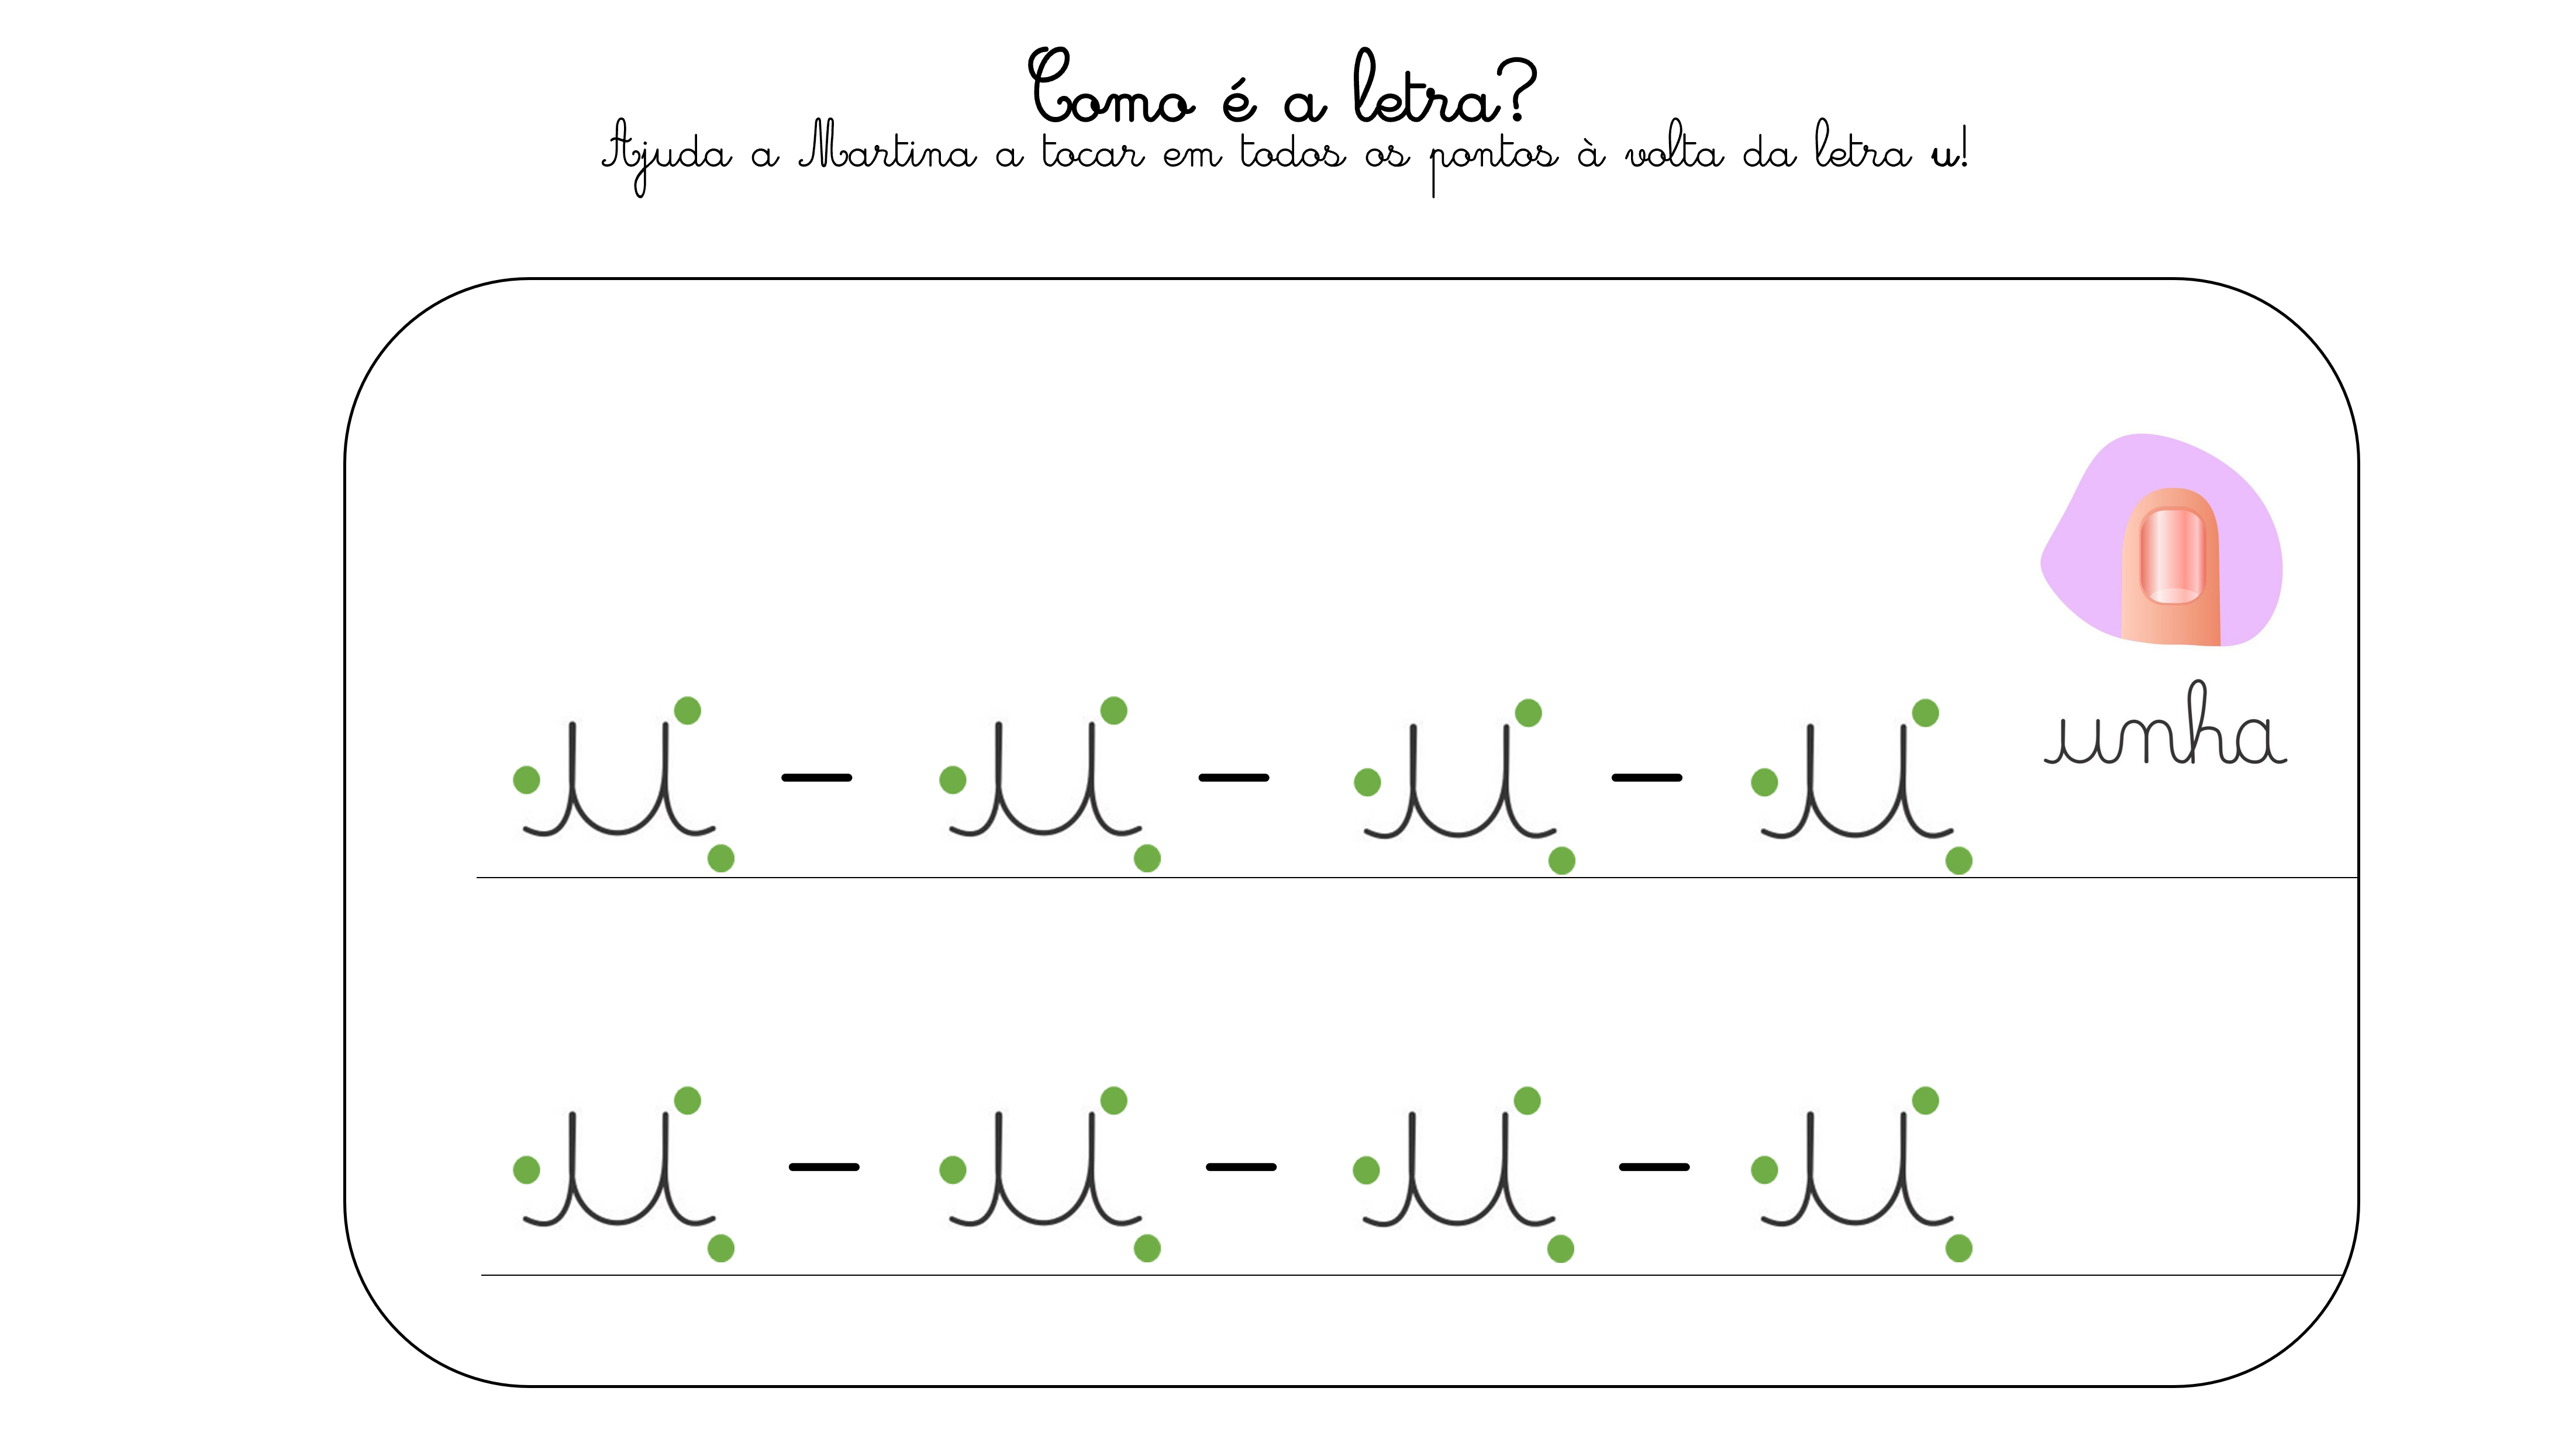 Como é a letra?
Ajuda a Martina a tocar em todos os pontos à volta da letra u!
u – u – u – u
unha
u – u – u – u